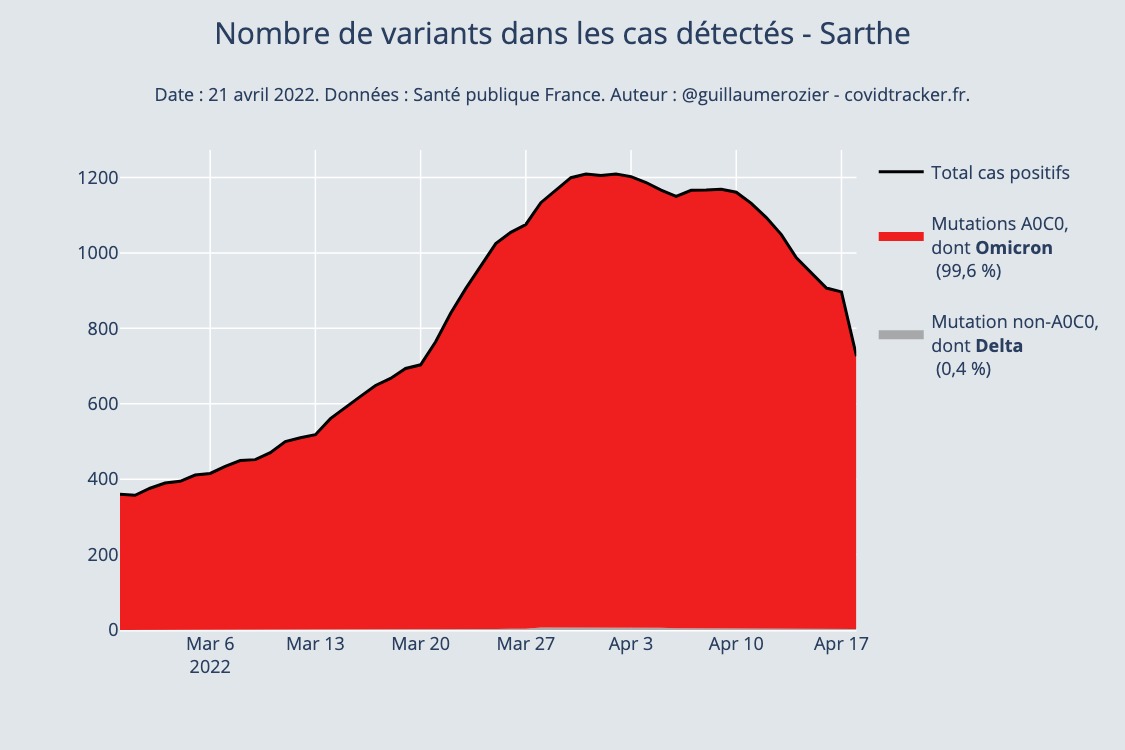 Nombre de variants dans les cas détectés - Sarthe
Date : 21 avril 2022. Données : Santé publique France. Auteur : @guillaumerozier - covidtracker.fr.
1200
1000
800
600
400
200
0
Mar 6
2022
Mar 13
Mar 20
Mar 27
Apr 3
Apr 10
Apr 17
Total cas positifs
Mutations A0C0,
dont Omicron
(99,6 %)
Mutation non-A0C0,
dont Delta
(0,4 %)